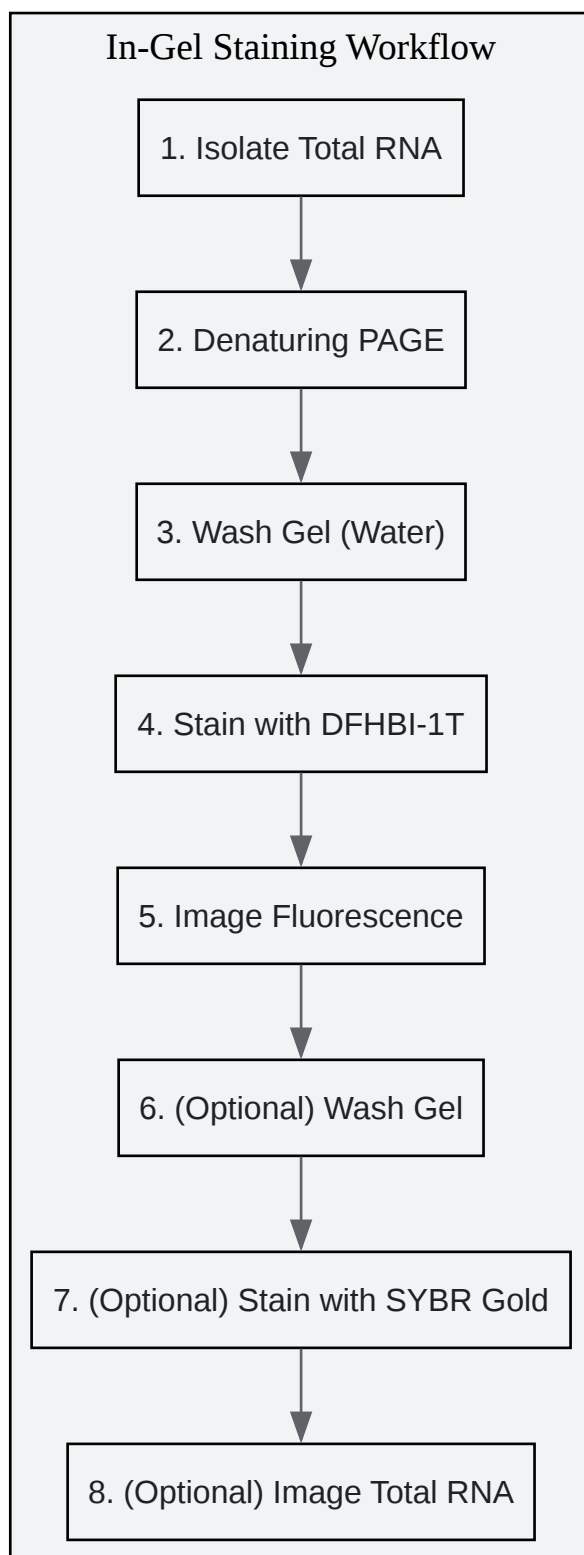 In-Gel Staining Workflow
1. Isolate Total RNA
2. Denaturing PAGE
3. Wash Gel (Water)
4. Stain with DFHBI-1T
5. Image Fluorescence
6. (Optional) Wash Gel
7. (Optional) Stain with SYBR Gold
8. (Optional) Image Total RNA